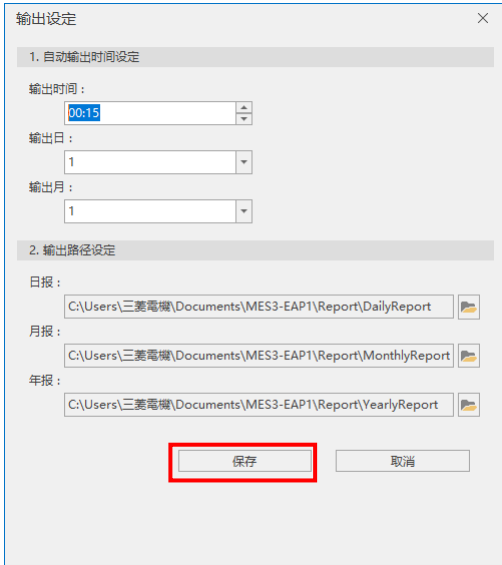 输出设定
1. 自动输出时间设定
输出时间：
00:15
输出日：
1
输出月：
1
2. 输出路径设定
日报：
C:\Users\三菱電機\Documents\MES3-EAP1\Report\DailyReport
月报：
C:\Users\三菱電機\Documents\MES3-EAP1\Report\MonthlyReport
年报：
C:\Users\三菱電機\Documents\MES3-EAP1\Report\YearlyReport
保存 取消